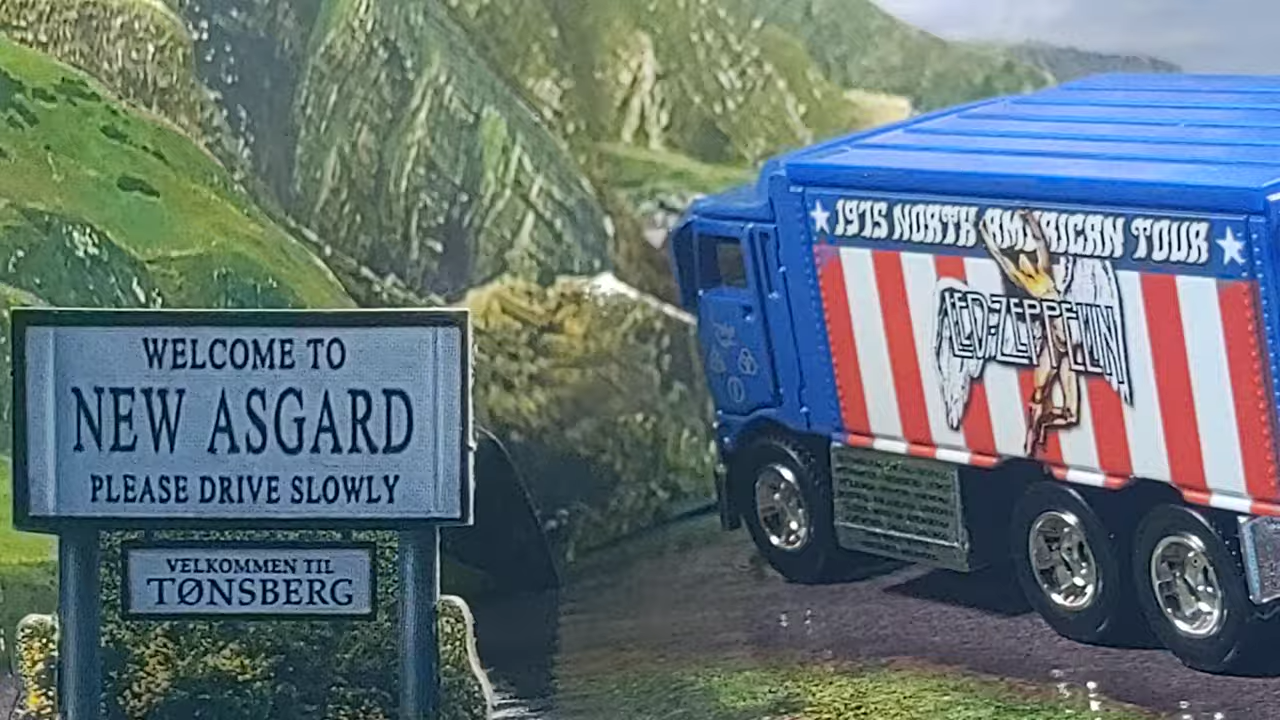 WELCOME TO
NEW ASGARD
PLEASE DRIVE SLOWLY
VELKOMMEN TIL
TØNSBERG
1975 NORTH AMERICAN TOUR
LED-ZEPPELIN